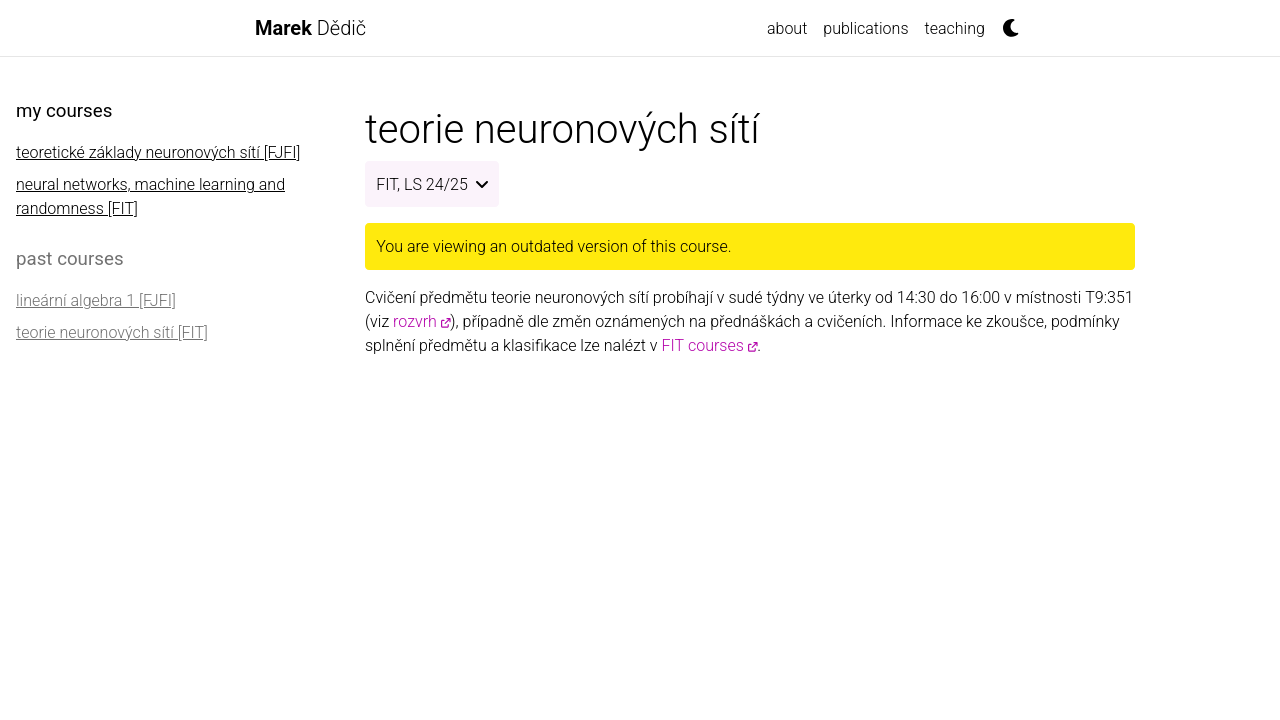 Marek Dědič
about publications teaching
my courses
teoretické základy neuronových sítí [FJFI]
neural networks, machine learning and
randomness [FIT]
past courses
lineární algebra 1 [FJFI]
teorie neuronových sítí [FIT]
teorie neuronových sítí
FIT, LS 24/25
You are viewing an outdated version of this course.
Cvičení předmětu teorie neuronových sítí probíhají v sudé týdny ve úterky od 14:30 do 16:00 v místnosti T9:351
(viz rozvrh), případně dle změn oznámených na přednáškách a cvičeních. Informace ke zkoušce, podmínky
splnění předmětu a klasifikace lze nalézt v FIT courses.